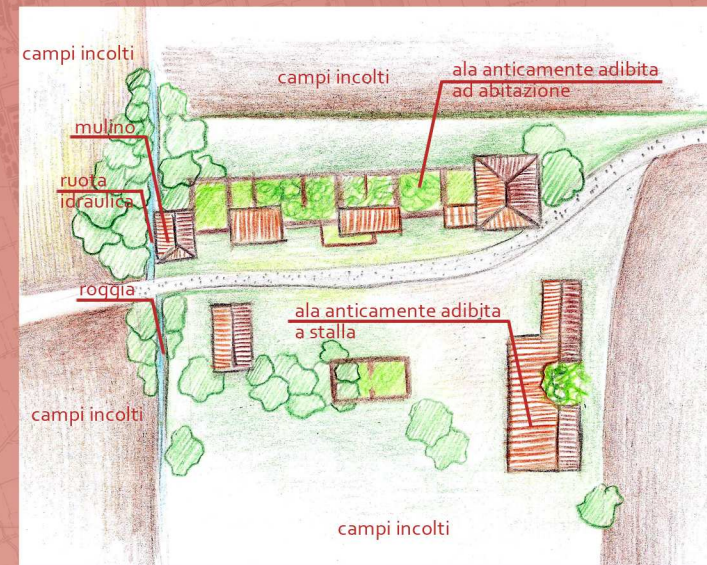 campi incolti
campi incolti
ala anticamente adibita
ad abitazione
mulino
ruota
idraulica
roggia
ala anticamente adibita
a stalla
campi incolti
campi incolti